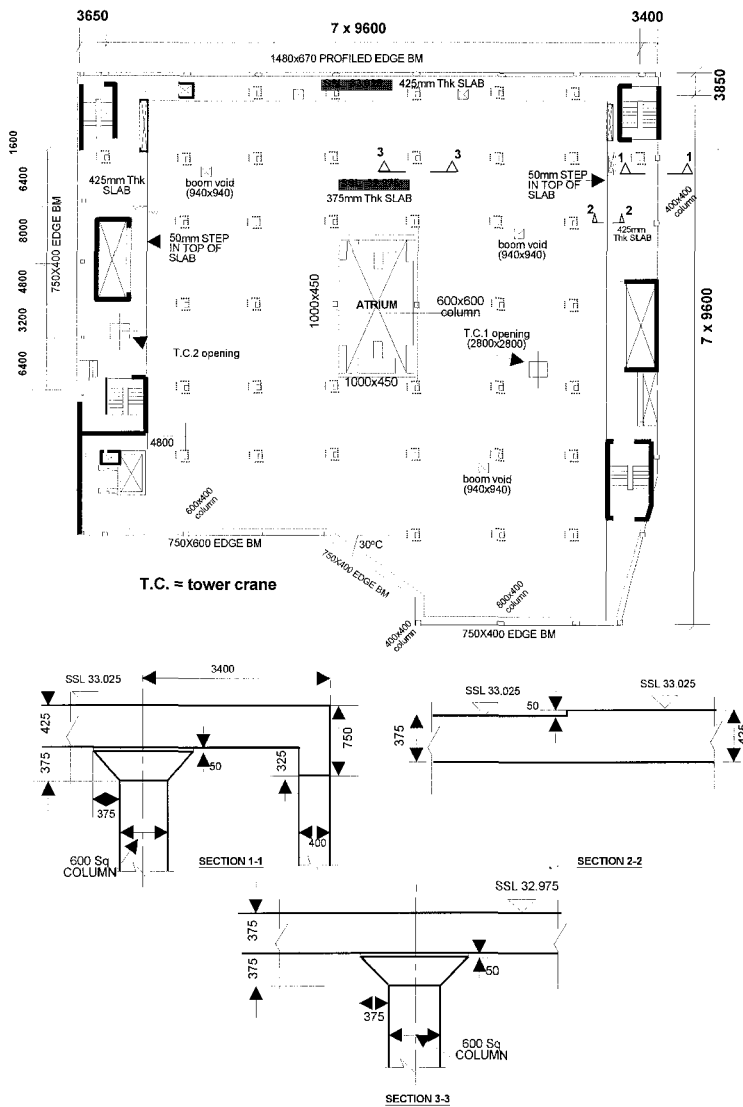 3650
7 x 9600
3400
1480x670 PROFILED EDGE BM
425mm Thk SLAB
3850
1600
6400
8000
4800
3200
6400
750X400 EDGE BM
425mm Thk
SLAB
boom void
(940x940)
3
3
375mm Thk SLAB
50mm STEP
IN TOP OF
SLAB
1
1
400x400
column
2
2
425mm
Thk SLAB
50mm STEP
IN TOP OF
SLAB
boom void
(940x940)
1000x450
ATRIUM
600x600
column
T.C.1 opening
(2800x2800)
7 x 9600
T.C.2 opening
1000x450
4800
boom void
(940x940)
600x400
column
750X600 EDGE BM
30ºC
750X400 EDGE BM
600x400
column
400x400
column
750X400 EDGE BM
T.C. = tower crane
3400
SSL 33.025
425
375
50
325
750
375
400
600 Sq
COLUMN
SECTION 1-1
SSL 33.025
SSL 33.025
50
375
425
SECTION 2-2
SSL 32.975
375
375
50
375
600 Sq
COLUMN
SECTION 3-3